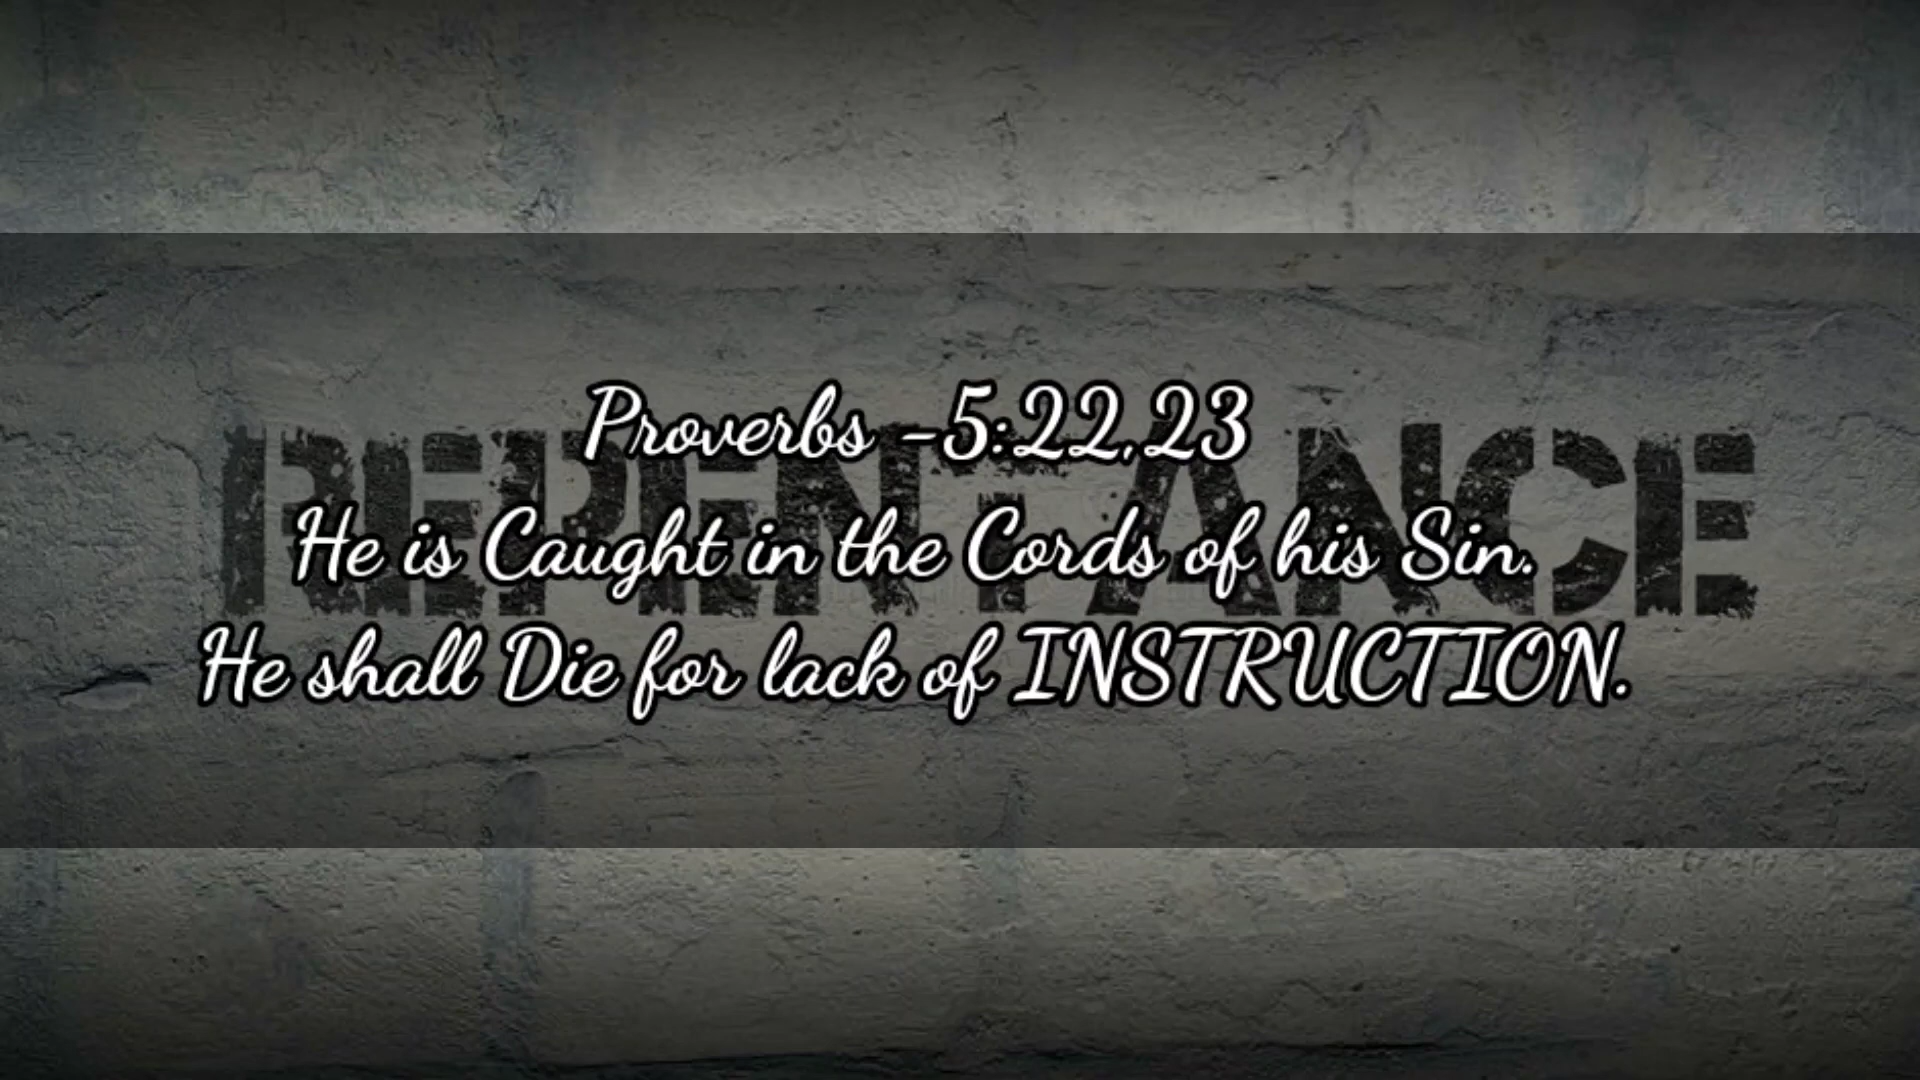 REPENTANCE
Proverbs -5:22,23
He is Caught in the Cords of his Sin.
He shall Die for lack of INSTRUCTION.